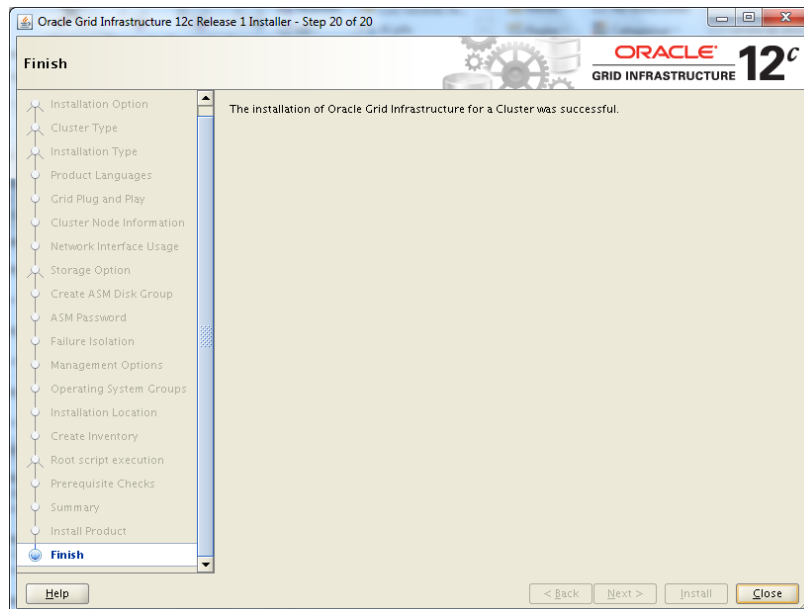 Oracle Grid Infrastructure 12c Release 1 Installer - Step 20 of 20
Finish
ORACLE
GRID INFRASTRUCTURE
12c
Installation Option
Cluster Type
Installation Type
Product Languages
Grid Plug and Play
Cluster Node Information
Network Interface Usage
Storage Option
Create ASM Disk Group
ASM Password
Failure Isolation
Management Options
Operating System Groups
Installation Location
Create Inventory
Root script execution
Prerequisite Checks
Summary
Install Product
Finish
The installation of Oracle Grid Infrastructure for a Cluster was successful.
Help
< Back
Next >
Install
Close